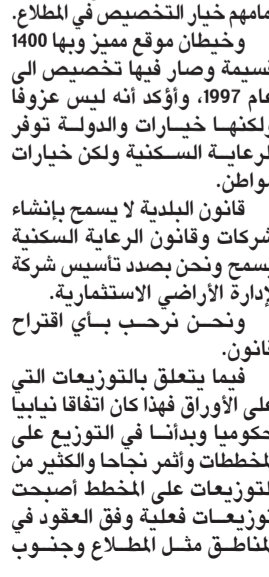 أمامهم خيار التخصيص في المطلاع.
وخيطان موقع مميز وبها 1400
قسيمة وصار فيها تخصيص الى
عام 1997، وأؤكد أنه ليس عزوفا
ولكنها خيارات والدولة توفر
الرعاية السكنية ولكن خيارات
مواطن.
قانون البلدية لا يسمح بإنشاء
شركات وقانون الرعاية السكنية
يسمح ونحن بصدد تأسيس شركة
لإدارة الأراضي الاستثمارية.
ونحن نرحب بأي اقتراح
قانون.
فيما يتعلق بالتوزيعات التي
على الأوراق فهذا كان اتفاقا نيابيا
حكوميا وبدأنا في التوزيع على
المخططات وأثمر نجاحا والكثير من
التوزيعات على المخطط أصبحت
توزيعات فعلية وفق العقود في
المناطق مثل المطلاع وجنوب